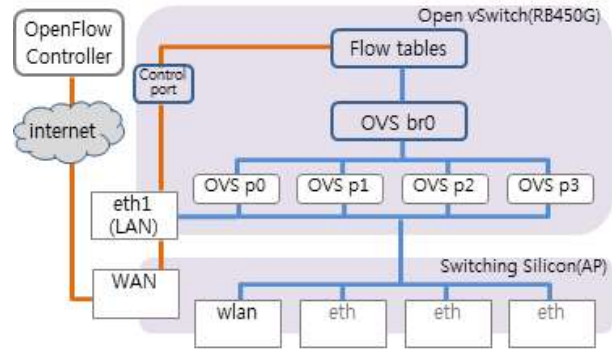 Open vSwitch(RB450G)
OpenFlow
Controller
Flow tables
Control
port
internet
OVS br0
OVS p0
OVS p1
OVS p2
OVS p3
eth1
(LAN)
Switching Silicon(AP)
WAN
wlan
eth
eth
eth